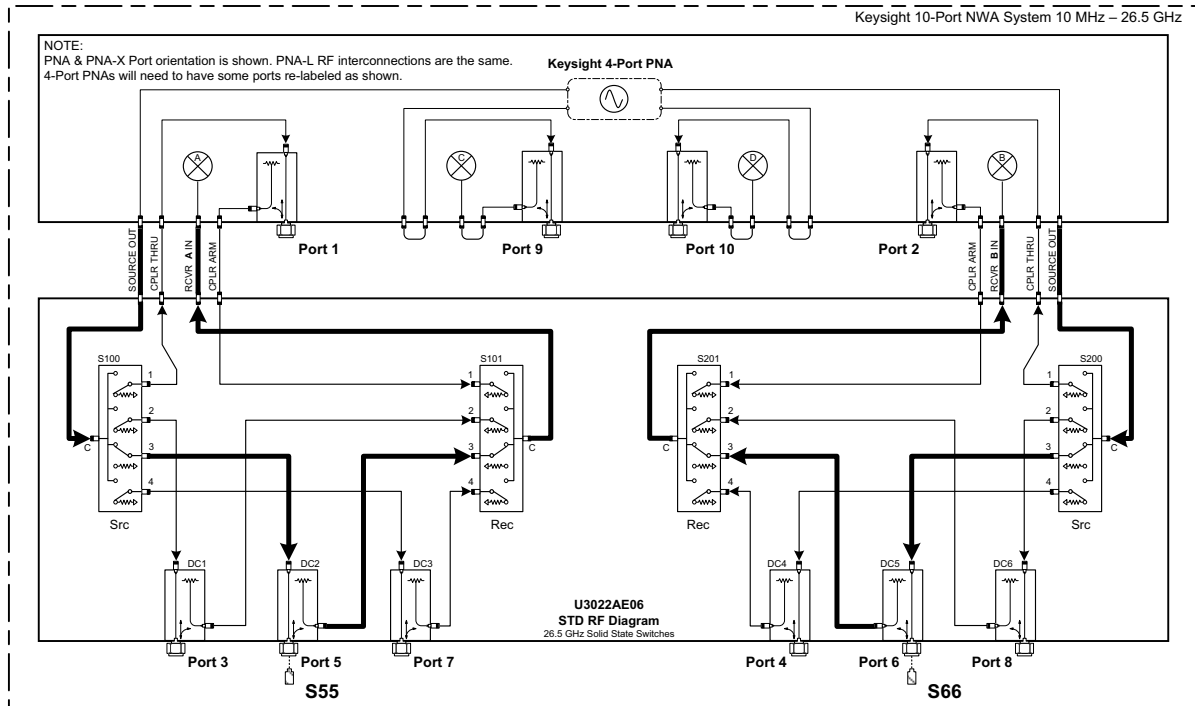 Keysight 10-Port NWA System 10 MHz – 26.5 GHz
NOTE:
PNA & PNA-X Port orientation is shown. PNA-L RF interconnections are the same.
4-Port PNAs will need to have some ports re-labeled as shown.
Keysight 4-Port PNA
A
C
D
B
Port 1
Port 9
Port 10
Port 2
SOURCE OUT
CPLR THRU
RCVR A IN
CPLR ARM
CPLR ARM
RCVR B IN
CPLR THRU
SOURCE OUT
S100
1
2
3
4
C
Src
S101
1
2
3
4
C
Rec
S201
1
2
3
4
C
Rec
S200
1
2
3
4
C
Src
DC1
DC2
DC3
DC4
DC5
DC6
U3022AE06
STD RF Diagram
26.5 GHz Solid State Switches
Port 3
Port 5
Port 7
Port 4
Port 6
Port 8
S55
S66